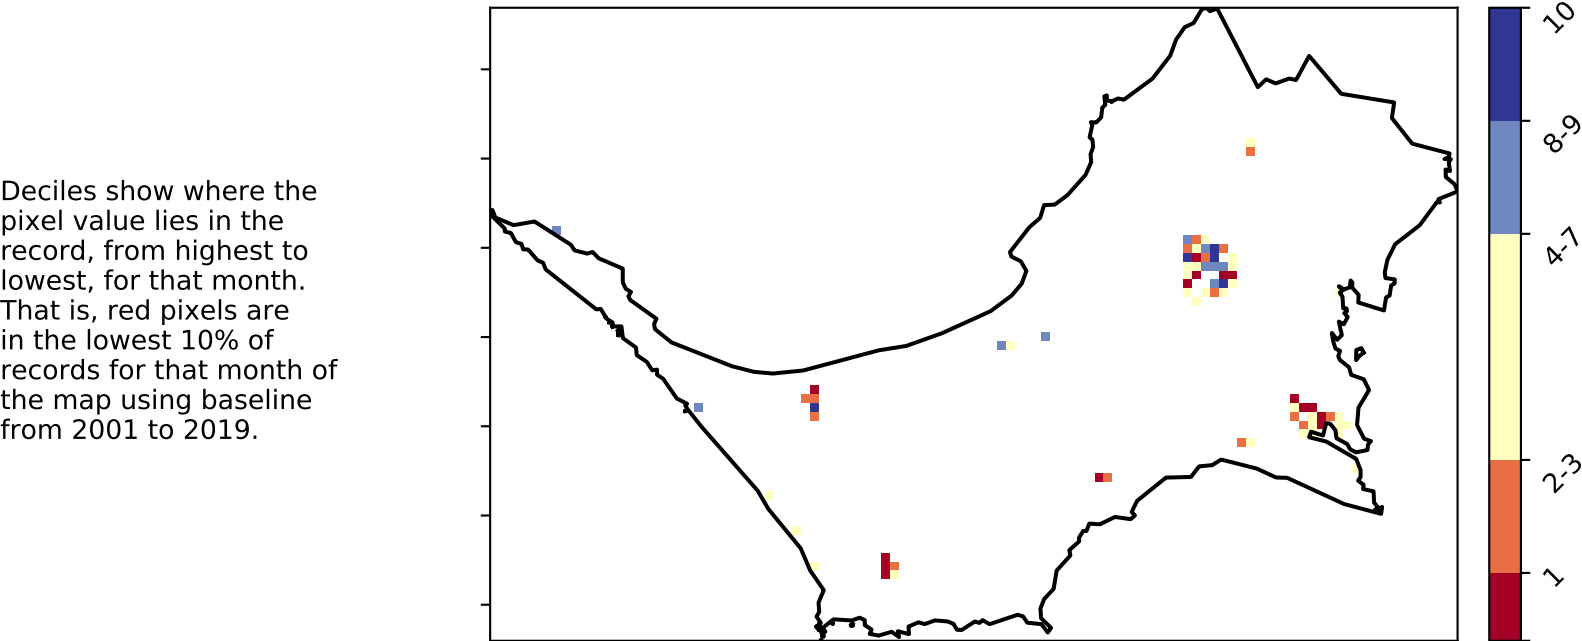 Deciles show where the
pixel value lies in the
record, from highest to
lowest, for that month.
That is, red pixels are
in the lowest 10% of
records for that month of
the map using baseline
from 2001 to 2019.
10
8-9
4-7
2-3
1